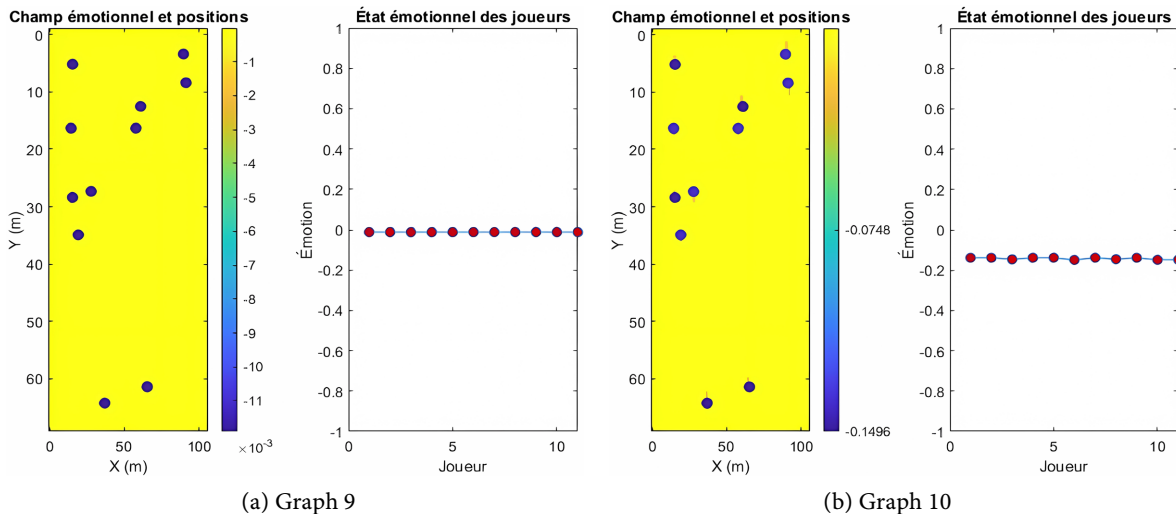 Champ émotionnel et positions
État émotionnel des joueurs
0
10
20
30
40
50
60
Y (m)
0 50 100
X (m)
-1
-2
-3
-4
-5
-6
-7
-8
-9
-10
-11
× 10⁻³
1
0.8
0.6
0.4
0.2
0
-0.2
-0.4
-0.6
-0.8
-1
Émotion
0 5 10
Joueur
(a) Graph 9
Champ émotionnel et positions
État émotionnel des joueurs
0
10
20
30
40
50
60
Y (m)
0 50 100
X (m)
-0.0748
-0.1496
1
0.8
0.6
0.4
0.2
0
-0.2
-0.4
-0.6
-0.8
-1
Émotion
0 5 10
Joueur
(b) Graph 10